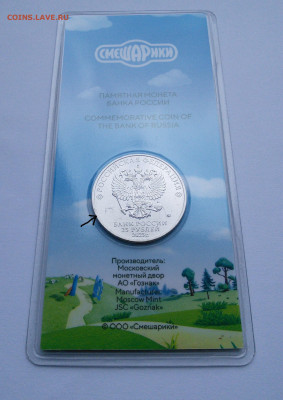 COINS.LAVE.RU
СМЕШАРИКИ
ПАМЯТНАЯ МОНЕТА
БАНКА РОССИИ
COMMEMORATIVE COIN OF
THE BANK OF RUSSIA
РОССИЙСКАЯ ФЕДЕРАЦИЯ
БАНК РОССИИ
25 РУБЛЕЙ
Производитель:
Московский
монетный двор
АО «Гознак»
Manufacturer:
Moscow Mint
JSC «Goznak»
© ООО «Смешарики»